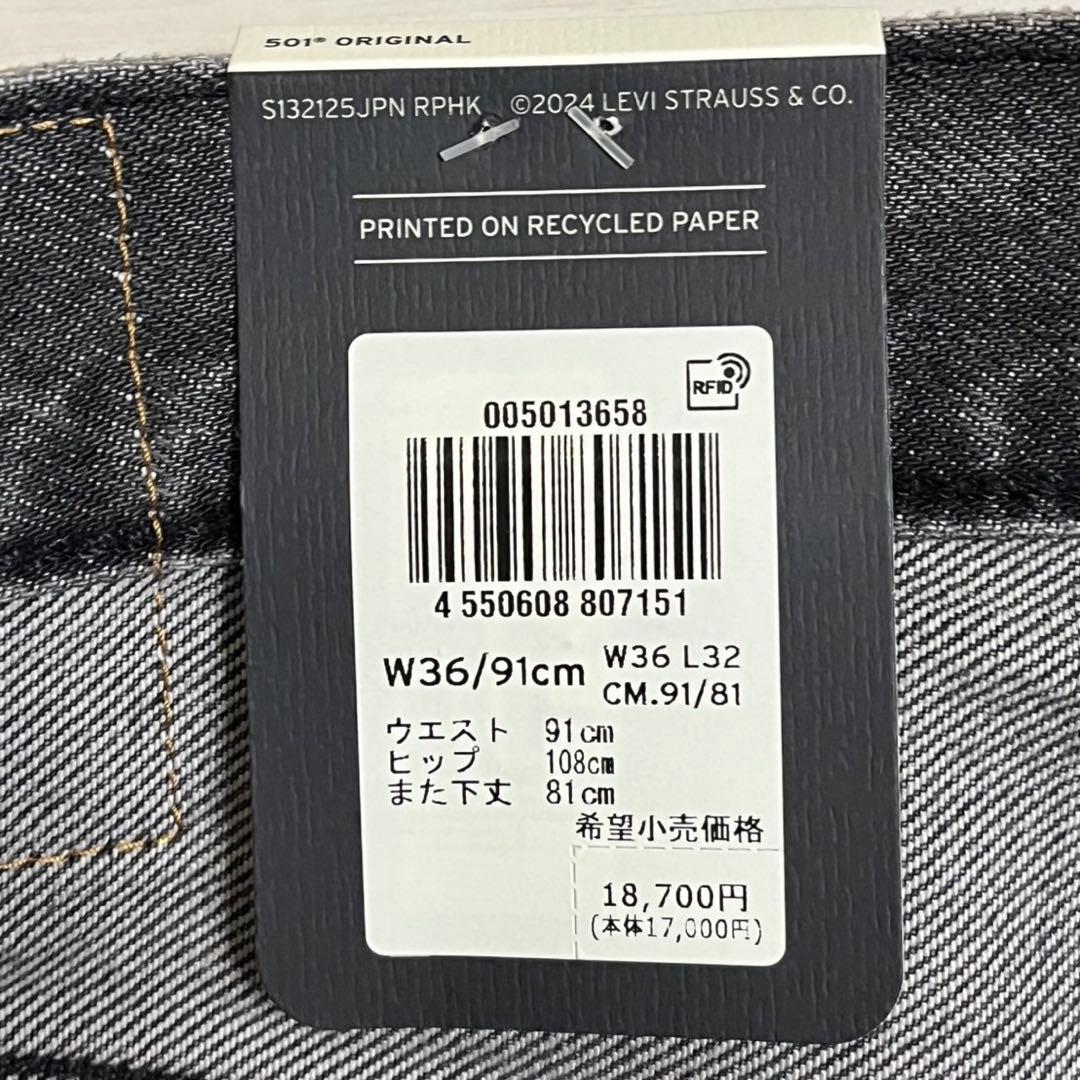 501® ORIGINAL
S132125JPN RPHK ©2024 LEVI STRAUSS & CO.
PRINTED ON RECYCLED PAPER
RFID
005013658
4 550608 807151
W36/91cm
W36 L32
CM.91/81
ウエスト 91cm
ヒップ 108cm
また下丈 81cm
希望小売価格
18,700円
(本体17,000円)